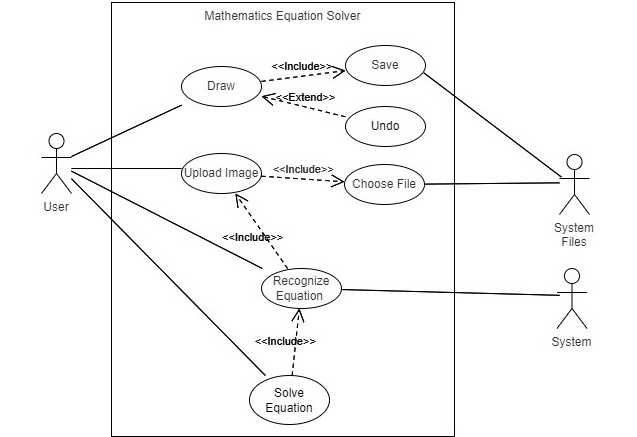 Mathematics Equation Solver
<<Include>>
Save
Draw
<<Extend>>
Undo
Upload Image
<<Include>>
Choose File
User
System
Files
<<Include>>
Recognize
Equation
System
<<Include>>
Solve
Equation